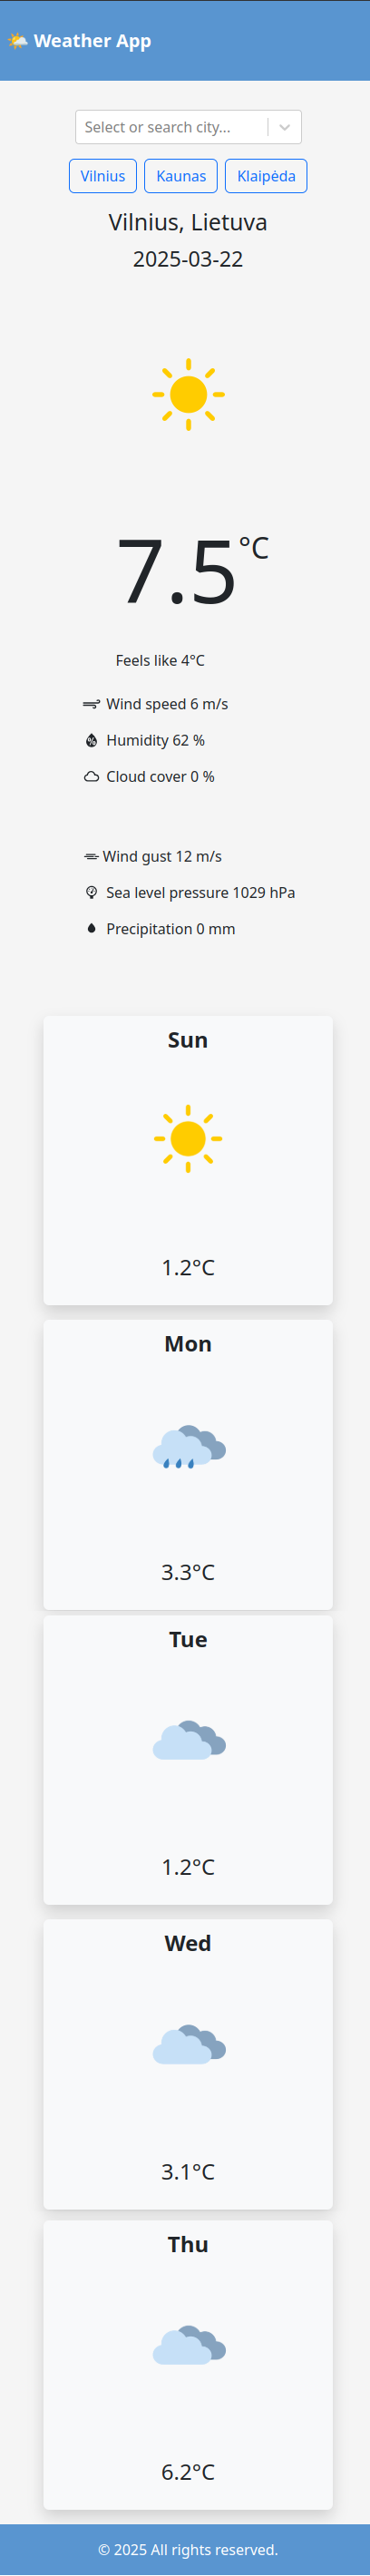 Weather App
Select or search city...
Vilnius Kaunas Klaipėda
Vilnius, Lietuva
2025-03-22
7.5°C
Feels like 4°C
Wind speed 6 m/s
Humidity 62 %
Cloud cover 0 %
Wind gust 12 m/s
Sea level pressure 1029 hPa
Precipitation 0 mm
Sun
1.2°C
Mon
3.3°C
Tue
1.2°C
Wed
3.1°C
Thu
6.2°C
© 2025 All rights reserved.